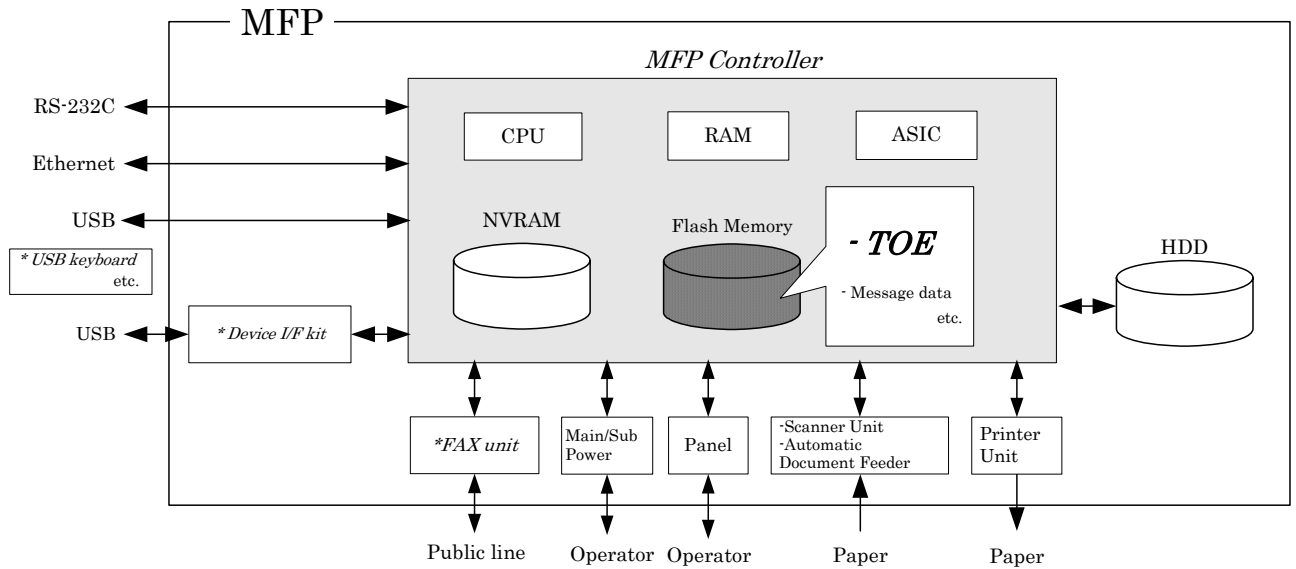 MFP
MFP Controller
RS-232C
CPU
RAM
ASIC
Ethernet
USB
NVRAM
Flash Memory
- TOE
- Message data
etc.
HDD
* USB keyboard
etc.
USB
* Device I/F kit
*FAX unit
Main/Sub
Power
Panel
-Scanner Unit
-Automatic
Document Feeder
Printer
Unit
Public line
Operator
Operator
Paper
Paper